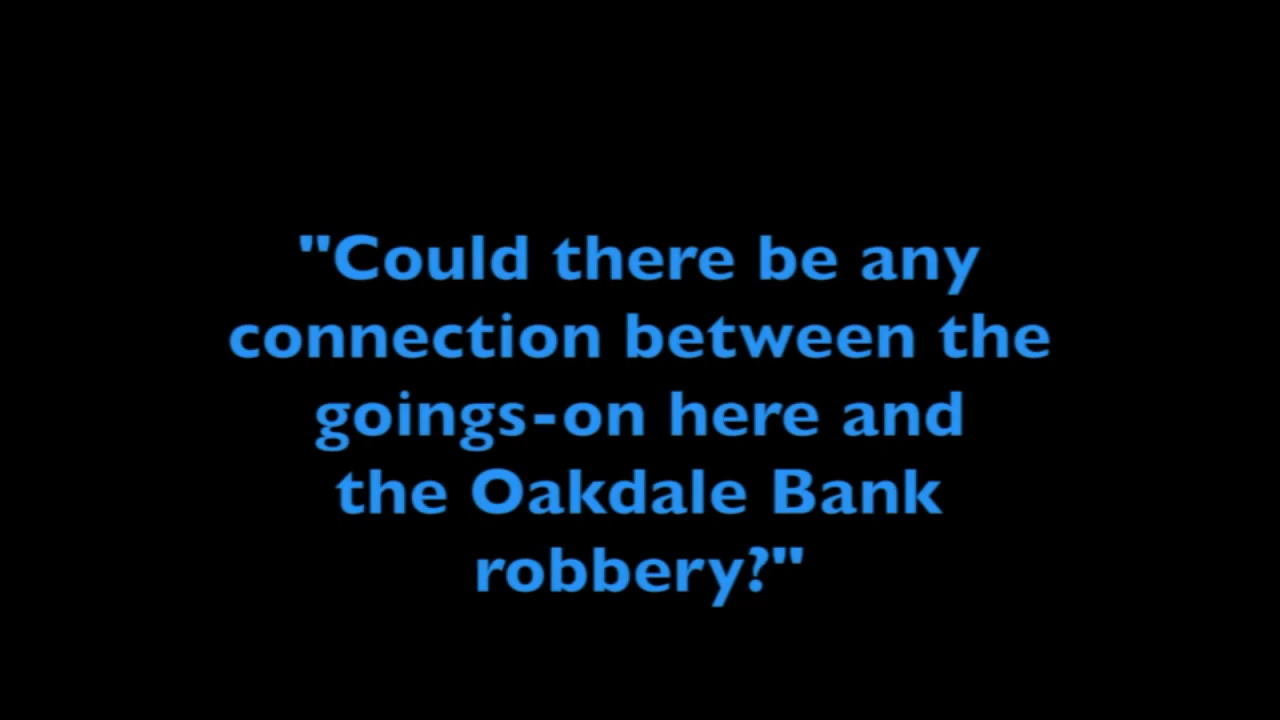 "Could there be any
connection between the
goings-on here and
the Oakdale Bank
robbery?"